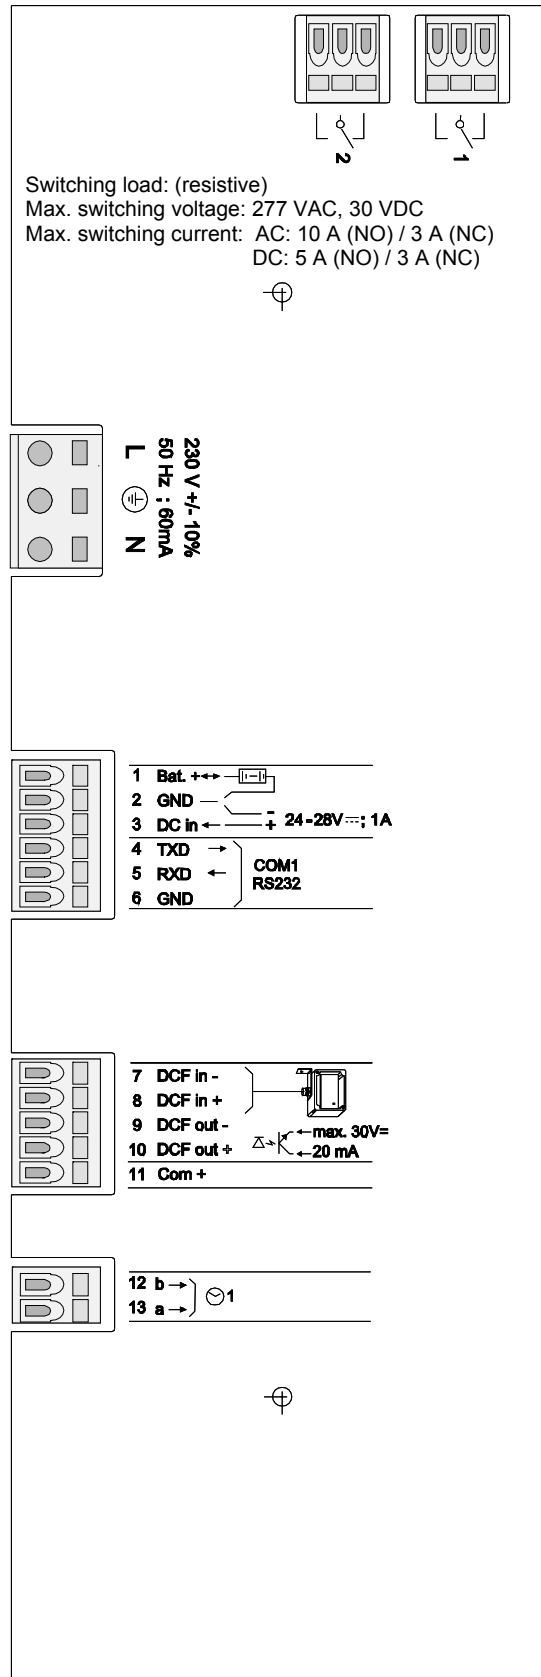 2 1
Switching load: (resistive)
Max. switching voltage: 277 VAC, 30 VDC
Max. switching current: AC: 10 A (NO) / 3 A (NC)
DC: 5 A (NO) / 3 A (NC)
230 V +/- 10%
50 Hz ; 60mA
L
N
1 Bat. +
2 GND -
3 DC in + 24-28V ; 1A
4 TXD
5 RXD
6 GND
COM1
RS232
7 DCF in -
8 DCF in +
9 DCF out -
10 DCF out +
max. 30V=
20 mA
11 Com +
12 b
13 a
1